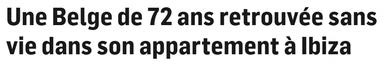 Une Belge de 72 ans retrouvée sans
vie dans son appartement à Ibiza